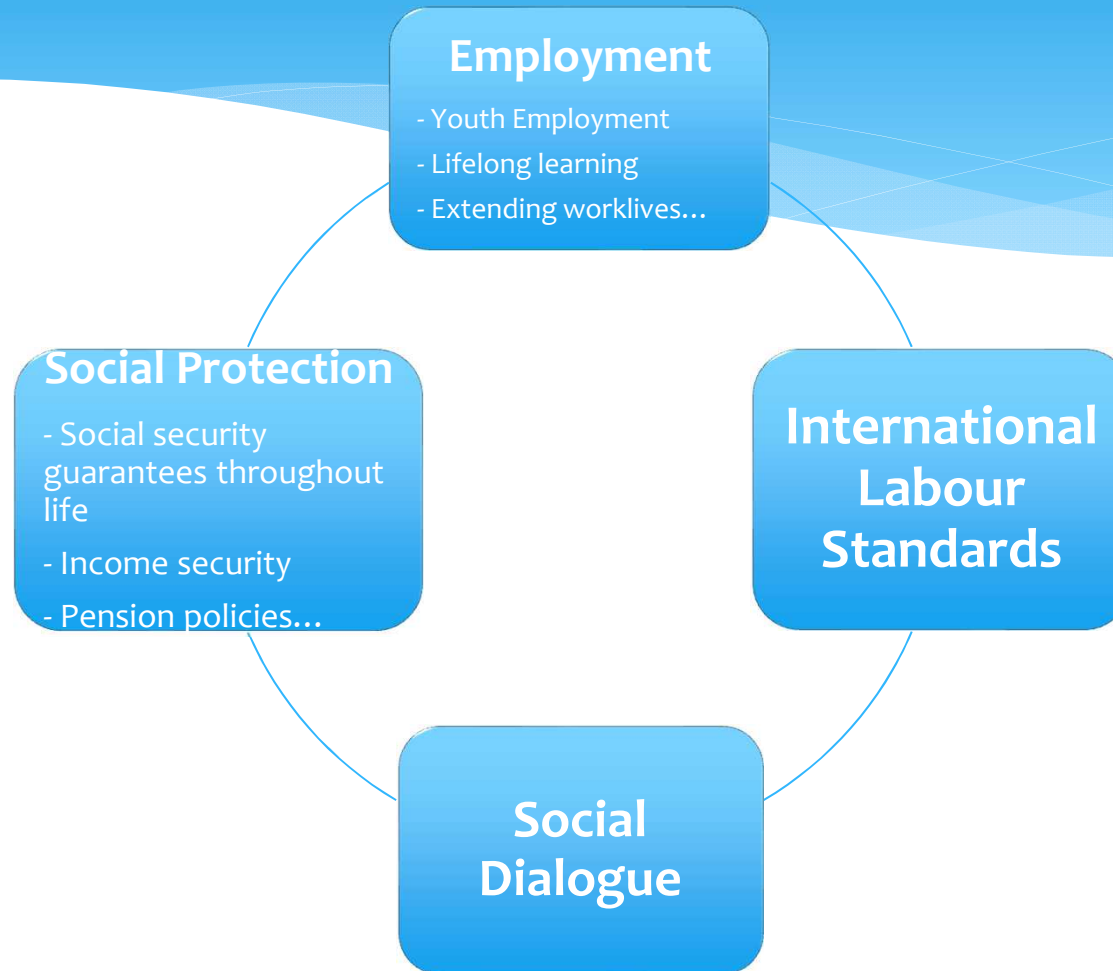 Employment
- Youth Employment
- Lifelong learning
- Extending worklives...
Social Protection
- Social security
guarantees throughout
life
- Income security
- Pension policies...
International
Labour
Standards
Social
Dialogue